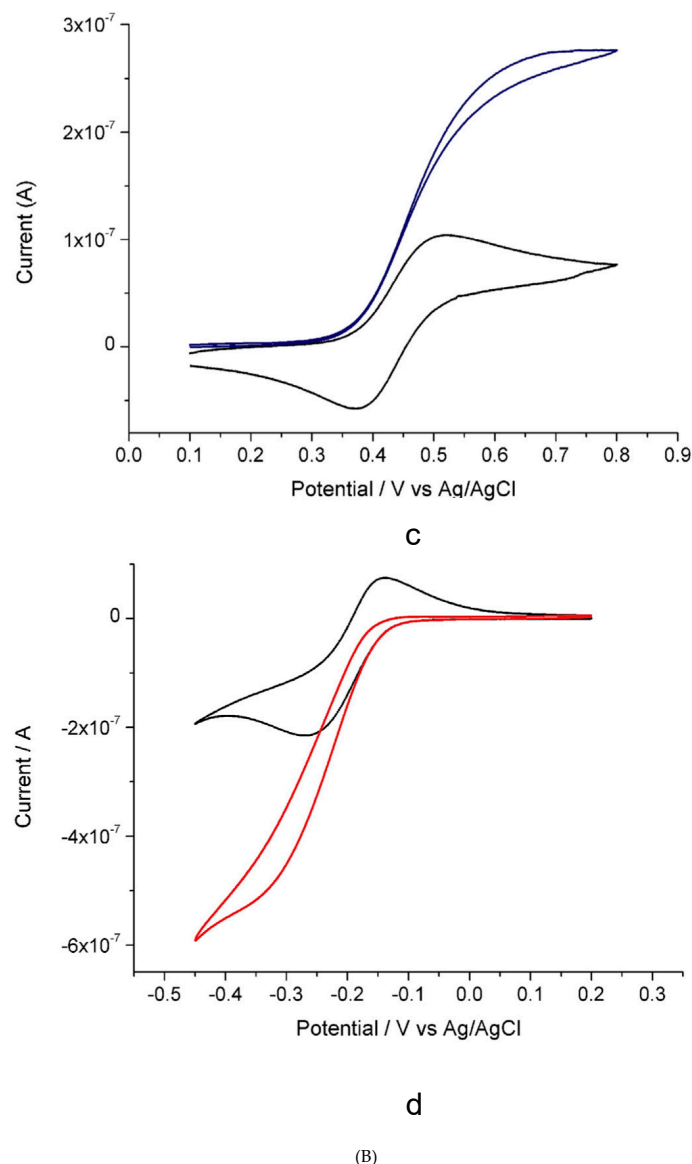 3x10⁻⁷
2x10⁻⁷
1x10⁻⁷
0
Current (A)
0.0 0.1 0.2 0.3 0.4 0.5 0.6 0.7 0.8 0.9
Potential / V vs Ag/AgCl
c
0
-2x10⁻⁷
-4x10⁻⁷
-6x10⁻⁷
Current / A
-0.5 -0.4 -0.3 -0.2 -0.1 0.0 0.1 0.2 0.3
Potential / V vs Ag/AgCl
d
(B)